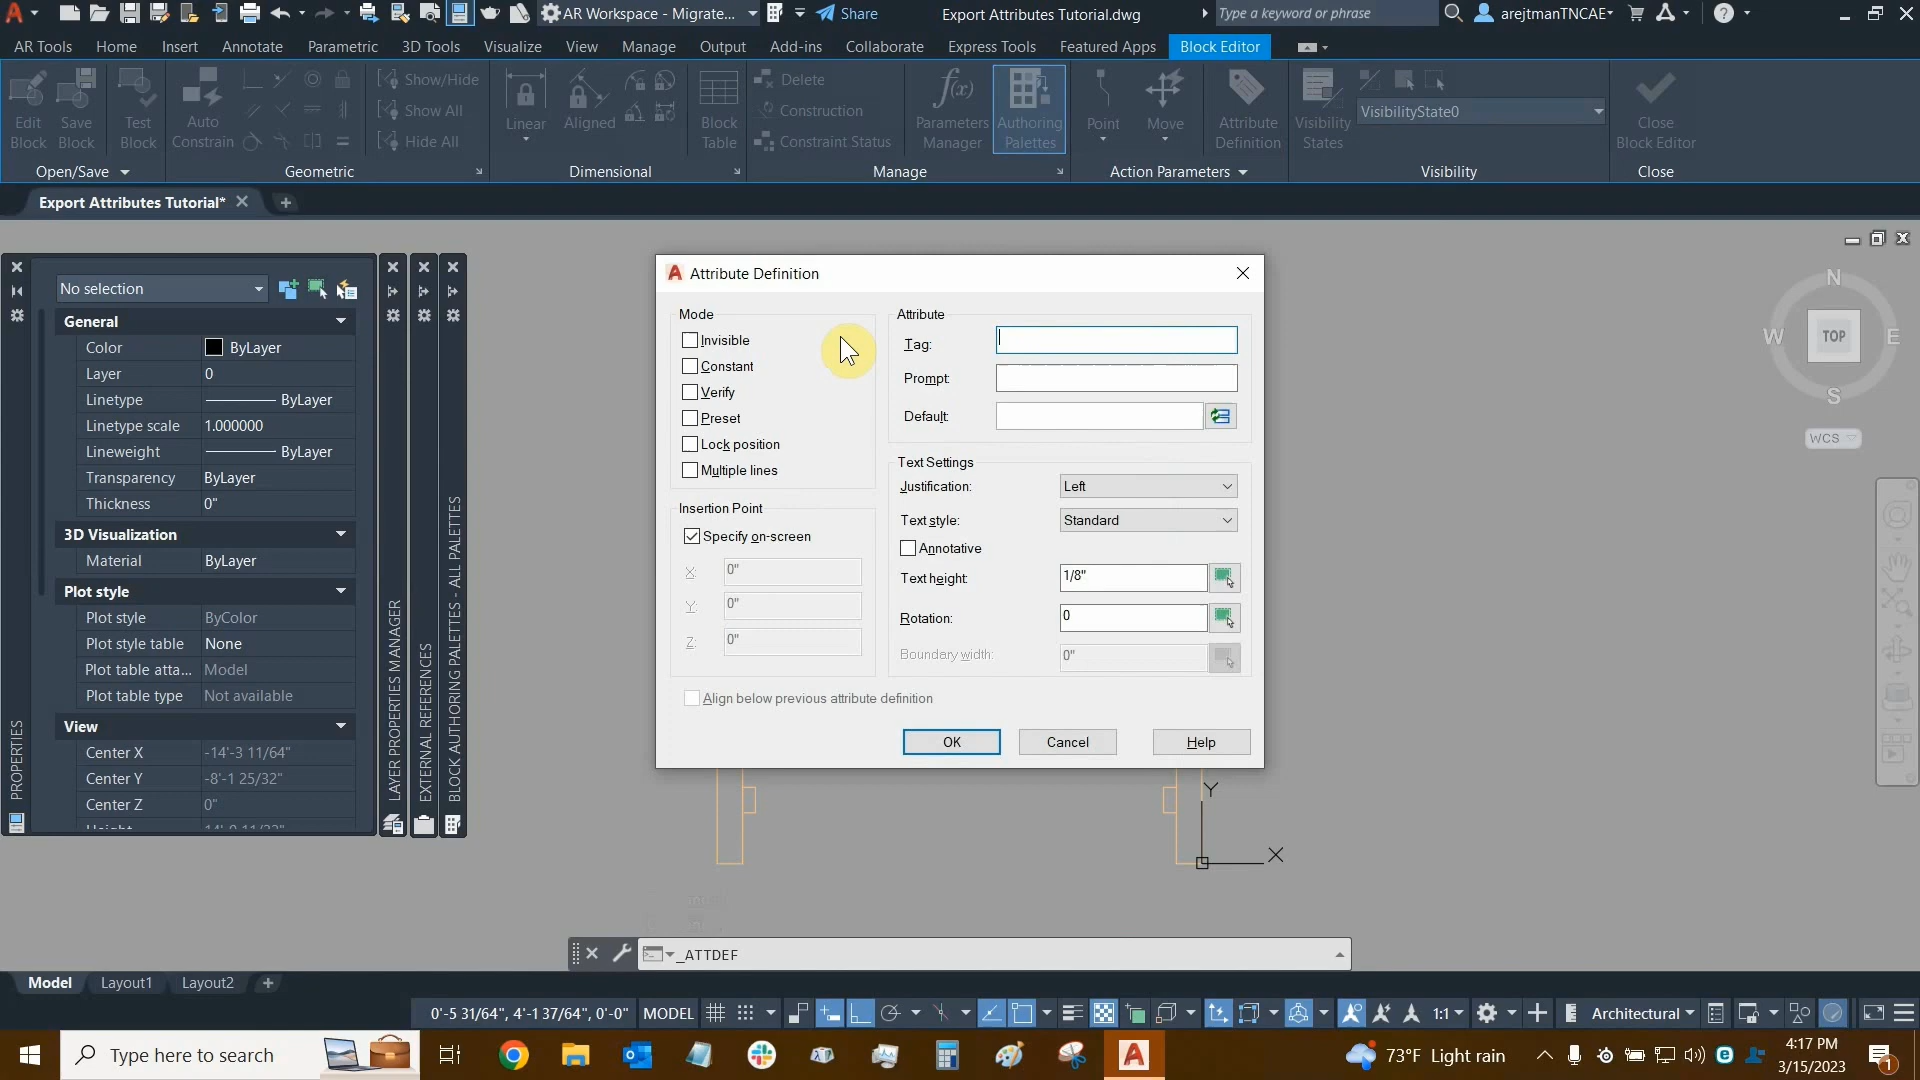 AR Workspace - Migrate...
Share
Export Attributes Tutorial.dwg
Type a keyword or phrase
arejtmanTNCAE
AR Tools
Home
Insert
Annotate
Parametric
3D Tools
Visualize
View
Manage
Output
Add-ins
Collaborate
Express Tools
Featured Apps
Block Editor
Edit Block
Save Block
Test Block
Auto Constrain
Show/Hide
Show All
Hide All
Linear
Aligned
Block Table
Delete
Construction
Constraint Status
f(x)
Parameters Manager
Authoring Palettes
Point
Move
Attribute Definition
Visibility States
VisibilityState0
Close Block Editor
Open/Save
Geometric
Dimensional
Manage
Action Parameters
Visibility
Close
Export Attributes Tutorial*
No selection
General
Color ByLayer
Layer 0
Linetype ByLayer
Linetype scale 1.000000
Lineweight ByLayer
Transparency ByLayer
Thickness 0"
3D Visualization
Material ByLayer
Plot style
Plot style ByColor
Plot style table None
Plot table atta... Model
Plot table type Not available
View
Center X -14'-3 11/64"
Center Y -8'-1 25/32"
Center Z 0"
PROPERTIES
LAYER PROPERTIES MANAGER
EXTERNAL REFERENCES
BLOCK AUTHORING PALETTES - ALL PALETTES
Attribute Definition
Mode
Invisible
Constant
Verify
Preset
Lock position
Multiple lines
Insertion Point
Specify on-screen
X: 0"
Y: 0"
Z: 0"
Align below previous attribute definition
Attribute
Tag:
Prompt:
Default:
Text Settings
Justification: Left
Text style: Standard
Annotative
Text height: 1/8"
Rotation: 0
Boundary width: 0"
OK
Cancel
Help
N
W
TOP
E
S
WCS
Y
X
_ATTDEF
Model
Layout1
Layout2
0'-5 31/64", 4'-1 37/64", 0'-0"
MODEL
1:1
Architectural
Type here to search
73°F Light rain
4:17 PM
3/15/2023
1